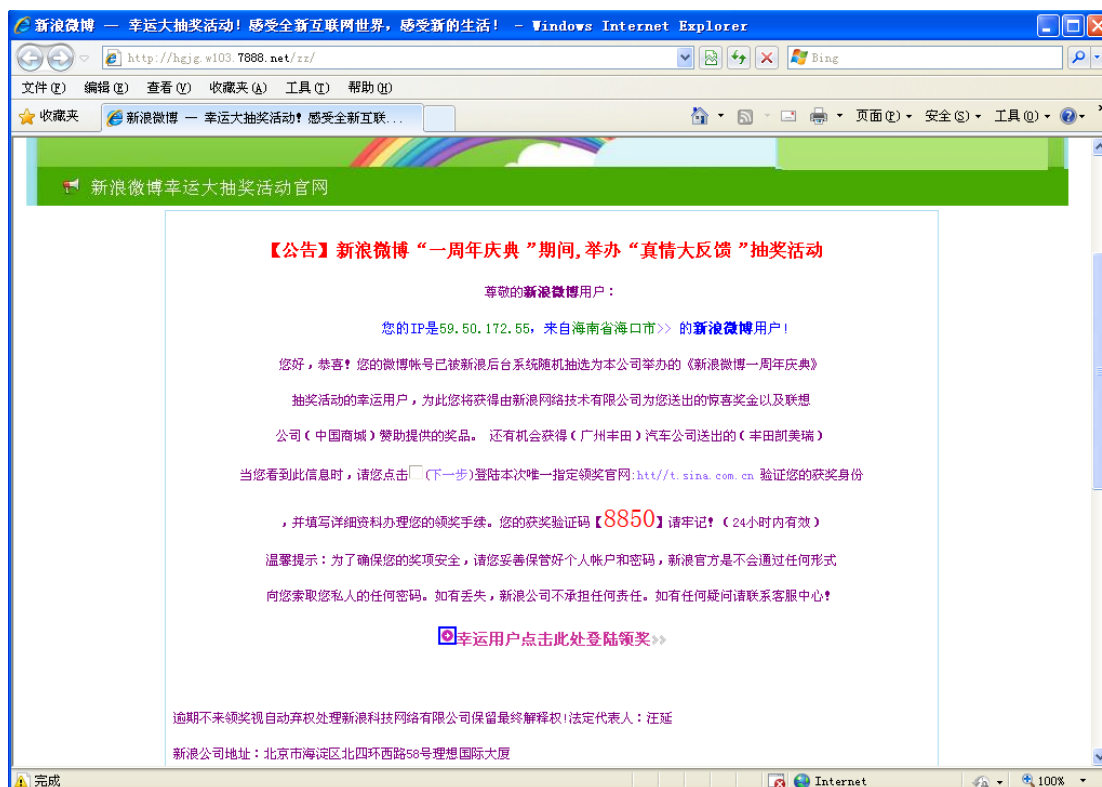 新浪微博 — 幸运大抽奖活动！感受全新互联网世界，感受新的生活！ - Windows Internet Explorer
http://hgjg.w103.7888.net/zz/
Bing
文件(F) 编辑(E) 查看(V) 收藏夹(A) 工具(T) 帮助(H)
收藏夹 新浪微博 — 幸运大抽奖活动！感受全新互联... 页面(P) 安全(S) 工具(O)
新浪微博幸运大抽奖活动官网
【公告】新浪微博“一周年庆典”期间,举办“真情大反馈”抽奖活动
尊敬的新浪微博用户：
您的IP是59.50.172.55，来自海南省海口市>> 的新浪微博用户！
您好，恭喜！您的微博帐号已被新浪后台系统随机抽选为本公司举办的《新浪微博一周年庆典》
抽奖活动的幸运用户，为此您将获得由新浪网络技术有限公司为您送出的惊喜奖金以及联想
公司（中国商城）赞助提供的奖品。 还有机会获得（广州丰田）汽车公司送出的（丰田凯美瑞）
当您看到此信息时，请您点击(下一步)登陆本次唯一指定领奖官网:htt//t.sina.com.cn 验证您的获奖身份
，并填写详细资料办理您的领奖手续。您的获奖验证码【8850】请牢记！（24小时内有效）
温馨提示：为了确保您的奖项安全，请您妥善保管好个人帐户和密码，新浪官方是不会通过任何形式
向您索取您私人的任何密码。如有丢失，新浪公司不承担任何责任。如有任何疑问请联系客服中心！
幸运用户点击此处登陆领奖>>
逾期不来领奖视自动弃权处理新浪科技网络有限公司保留最终解释权!法定代表人：汪延
新浪公司地址：北京市海淀区北四环西路58号理想国际大厦
完成 Internet 100%